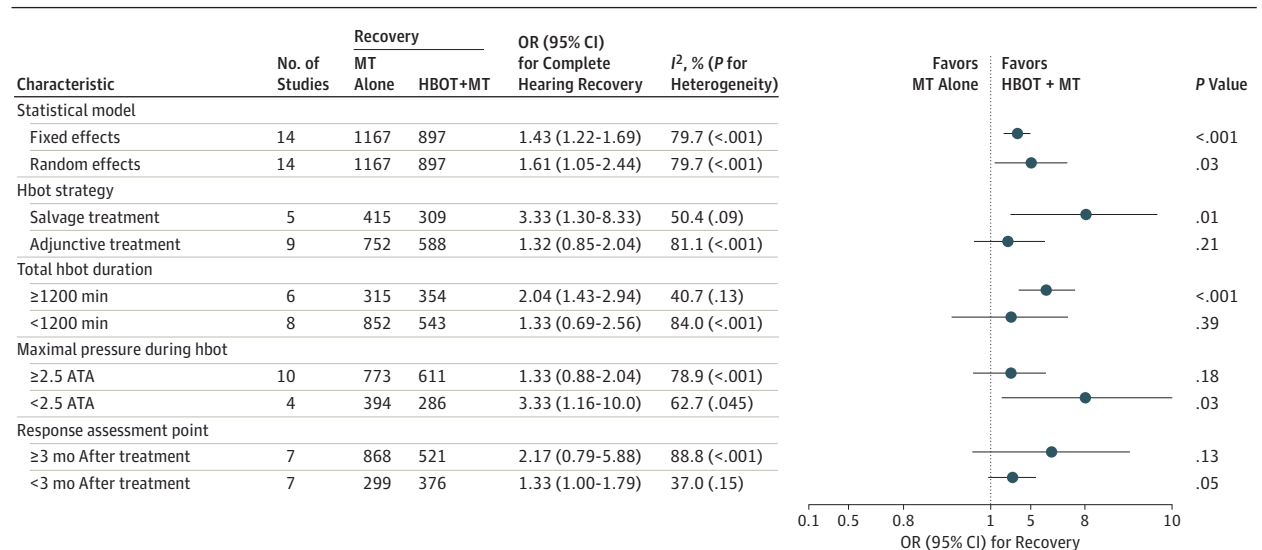 Recovery
OR (95% CI)
No. of MT for Complete I², % (P for Favors Favors
Characteristic Studies Alone HBOT+MT Hearing Recovery Heterogeneity) MT Alone HBOT + MT P Value
Statistical model
Fixed effects 14 1167 897 1.43 (1.22-1.69) 79.7 (<.001) <.001
Random effects 14 1167 897 1.61 (1.05-2.44) 79.7 (<.001) .03
Hbot strategy
Salvage treatment 5 415 309 3.33 (1.30-8.33) 50.4 (.09) .01
Adjunctive treatment 9 752 588 1.32 (0.85-2.04) 81.1 (<.001) .21
Total hbot duration
≥1200 min 6 315 354 2.04 (1.43-2.94) 40.7 (.13) <.001
<1200 min 8 852 543 1.33 (0.69-2.56) 84.0 (<.001) .39
Maximal pressure during hbot
≥2.5 ATA 10 773 611 1.33 (0.88-2.04) 78.9 (<.001) .18
<2.5 ATA 4 394 286 3.33 (1.16-10.0) 62.7 (.045) .03
Response assessment point
≥3 mo After treatment 7 868 521 2.17 (0.79-5.88) 88.8 (<.001) .13
<3 mo After treatment 7 299 376 1.33 (1.00-1.79) 37.0 (.15) .05
0.1 0.5 0.8 1 5 8 10
OR (95% CI) for Recovery